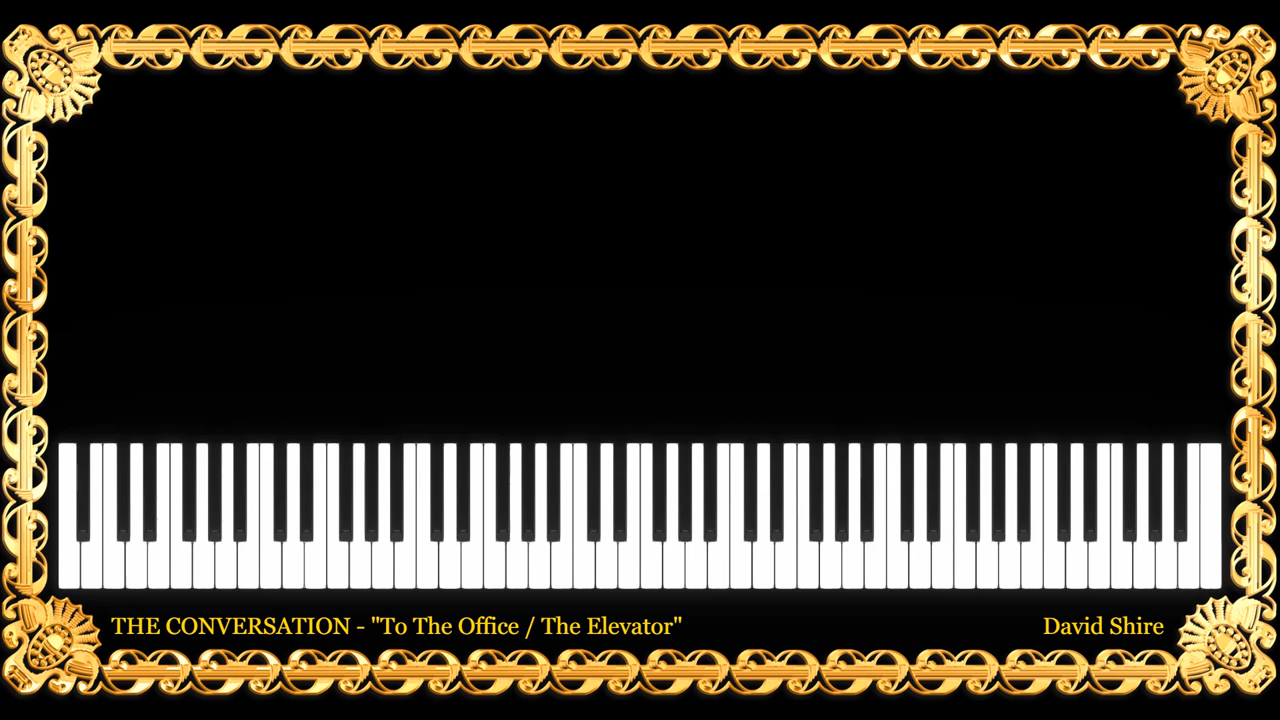 THE CONVERSATION - "To The Office / The Elevator"
David Shire